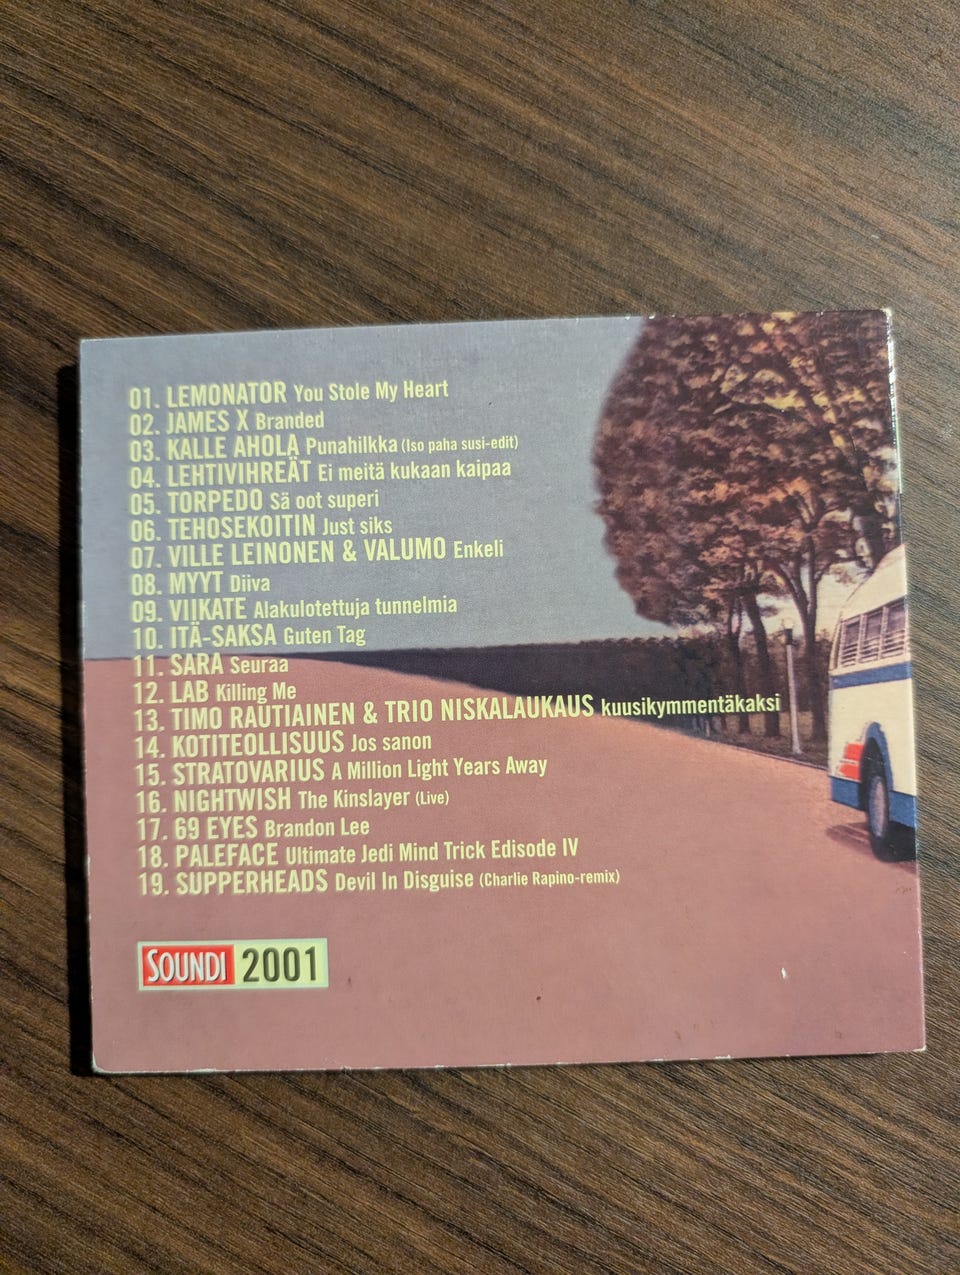 01. LEMONATOR You Stole My Heart
02. JAMES X Branded
03. KALLE AHOLA Punahilkka (Iso paha susi-edit)
04. LEHTIVIHREÄT Ei meitä kukaan kaipaa
05. TORPEDO Sä oot superi
06. TEHOSEKOITIN Just siks
07. VILLE LEINONEN & VALUMO Enkeli
08. MYYT Diiva
09. VIIKATE Alakulotettuja tunnelmia
10. ITÄ-SAKSA Guten Tag
11. SARA Seuraa
12. LAB Killing Me
13. TIMO RAUTIAINEN & TRIO NISKALAUKAUS kuusikymmentäkaksi
14. KOTITEOLLISUUS Jos sanon
15. STRATOVARIUS A Million Light Years Away
16. NIGHTWISH The Kinslayer (Live)
17. 69 EYES Brandon Lee
18. PALEFACE Ultimate Jedi Mind Trick Edisode IV
19. SUPPERHEADS Devil In Disguise (Charlie Rapino-remix)
SOUNDI 2001